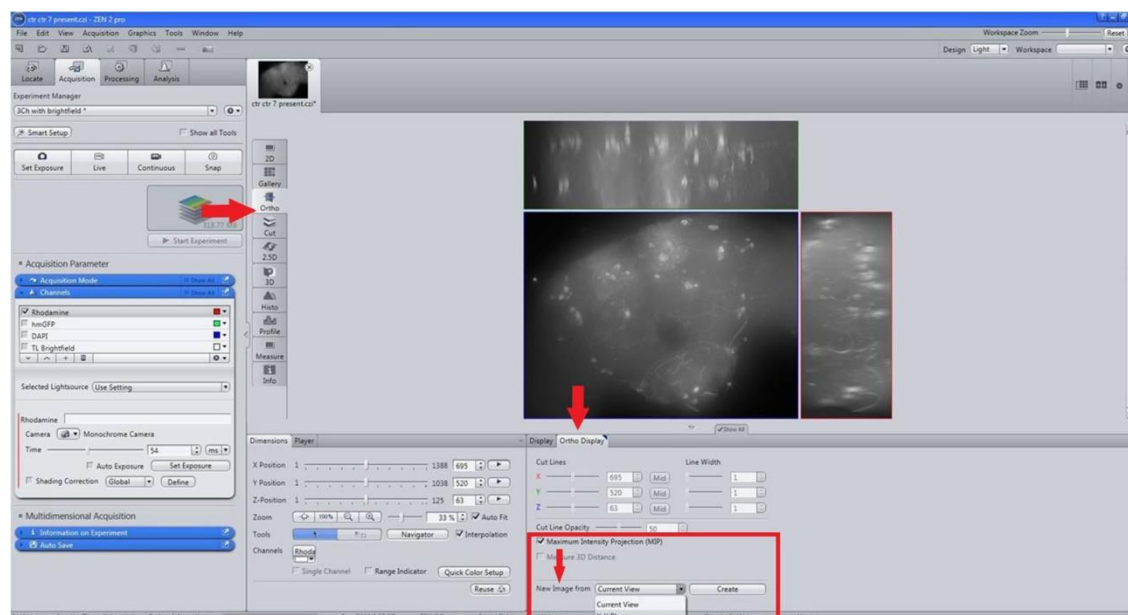 ctr ctr 7 present.czi - ZEN 2 pro
File Edit View Acquisition Graphics Tools Window Help
Workspace Zoom Reset
Design Light Workspace
Locate Acquisition Processing Analysis
Experiment Manager
3Ch with brightfield *
Smart Setup Show all Tools
Set Exposure Live Continuous Snap
318.77 MB
Start Experiment
Acquisition Parameter
Acquisition Mode Show All
Channels Show All
Rhodamine
hmGFP
DAPI
TL Brightfield
Selected Lightsource Use Setting
Rhodamine
Camera Monochrome Camera
Time 54 ms
Auto Exposure Set Exposure
Shading Correction Global Define
Multidimensional Acquisition
Information on Experiment
Auto Save
ctr ctr 7 present.czi*
2D
Gallery
Ortho
Cut
2.5D
3D
Histo
Profile
Measure
Info
Show All
Dimensions Player
X Position 1 1388 695
Y Position 1 1038 520
Z-Position 1 125 63
Zoom 100% 33 % Auto Fit
Tools Navigator Interpolation
Channels Rhoda
Single Channel Range Indicator Quick Color Setup
Reuse
Display Ortho Display
Cut Lines Line Width
X 695 Mid 1
Y 520 Mid 1
Z 63 Mid 1
Cut Line Opacity 50
Maximum Intensity Projection (MIP)
Measure 3D Distance
New Image from Current View Create
Current View